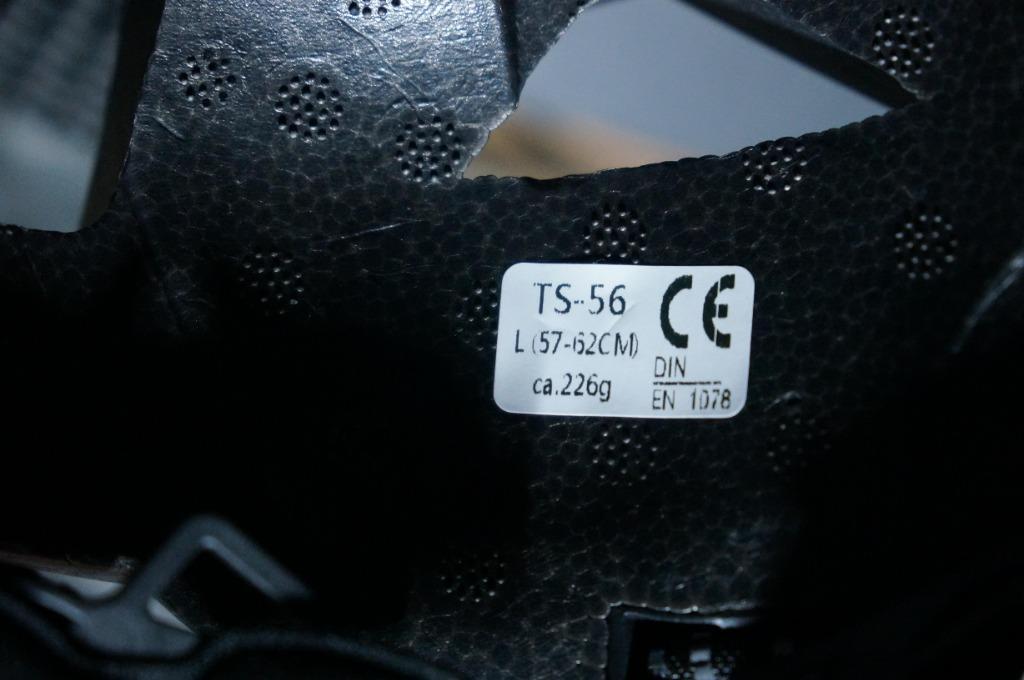 TS-56
L (57-62CM)
ca.226g
CE
DIN
EN 1078